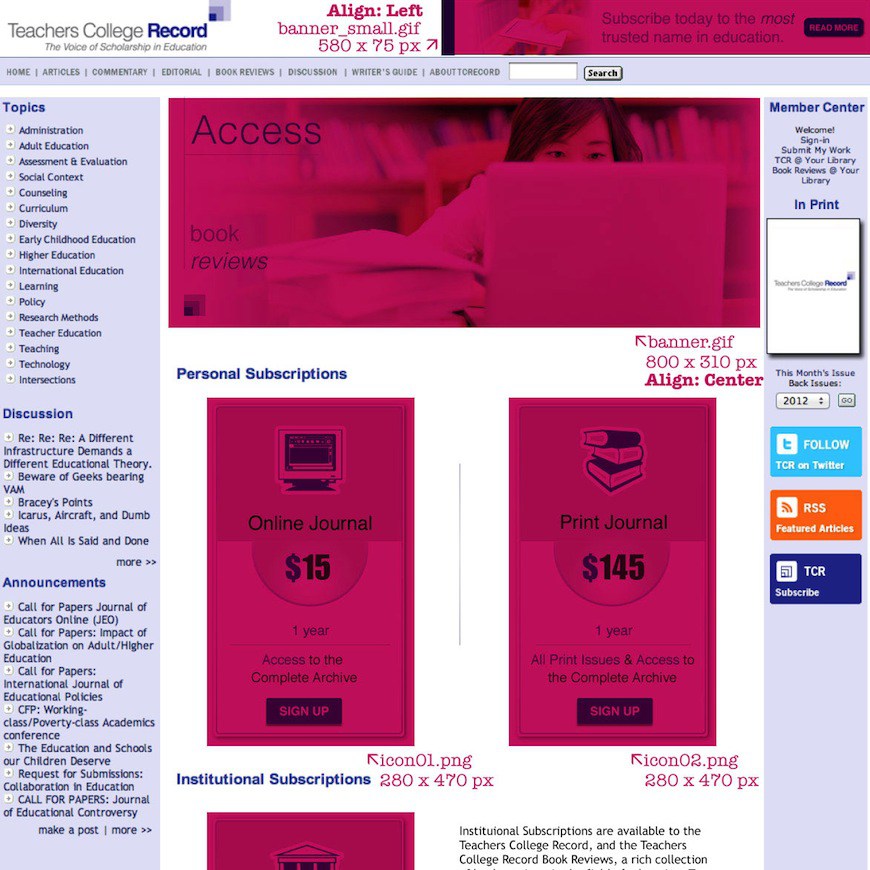 Teachers College Record
The Voice of Scholarship in Education
Align: Left
banner_small.gif
580 x 75 px
Subscribe today to the most
trusted name in education.
READ MORE
HOME | ARTICLES | COMMENTARY | EDITORIAL | BOOK REVIEWS | DISCUSSION | WRITER'S GUIDE | ABOUT TCRECORD
Search
Topics
Administration
Adult Education
Assessment & Evaluation
Social Context
Counseling
Curriculum
Diversity
Early Childhood Education
Higher Education
International Education
Learning
Policy
Research Methods
Teacher Education
Teaching
Technology
Intersections
Discussion
Re: Re: Re: A Different
Infrastructure Demands a
Different Educational Theory.
Beware of Geeks bearing
VAM
Bracey's Points
Icarus, Aircraft, and Dumb
Ideas
When All Is Said and Done
more >>
Announcements
Call for Papers Journal of
Educators Online (JEO)
Call for Papers: Impact of
Globalization on Adult/Higher
Education
Call for Papers:
International Journal of
Educational Policies
CFP: Working-
class/Poverty-class Academics
conference
The Education and Schools
our Children Deserve
Request for Submissions:
Collaboration in Education
CALL FOR PAPERS: Journal
of Educational Controversy
make a post | more >>
Access
book
reviews
banner.gif
800 x 310 px
Align: Center
Personal Subscriptions
Online Journal
$15
1 year
Access to the
Complete Archive
SIGN UP
icon01.png
280 x 470 px
Print Journal
$145
1 year
All Print Issues & Access to
the Complete Archive
SIGN UP
icon02.png
280 x 470 px
Institutional Subscriptions
Instituional Subscriptions are available to the
Teachers College Record, and the Teachers
College Record Book Reviews, a rich collection
Member Center
Welcome!
Sign-in
Submit My Work
TCR @ Your Library
Book Reviews @ Your
Library
In Print
Teachers College Record
The Voice of Scholarship in Education
This Month's Issue
Back Issues:
2012
GO
FOLLOW
TCR on Twitter
RSS
Featured Articles
TCR
Subscribe